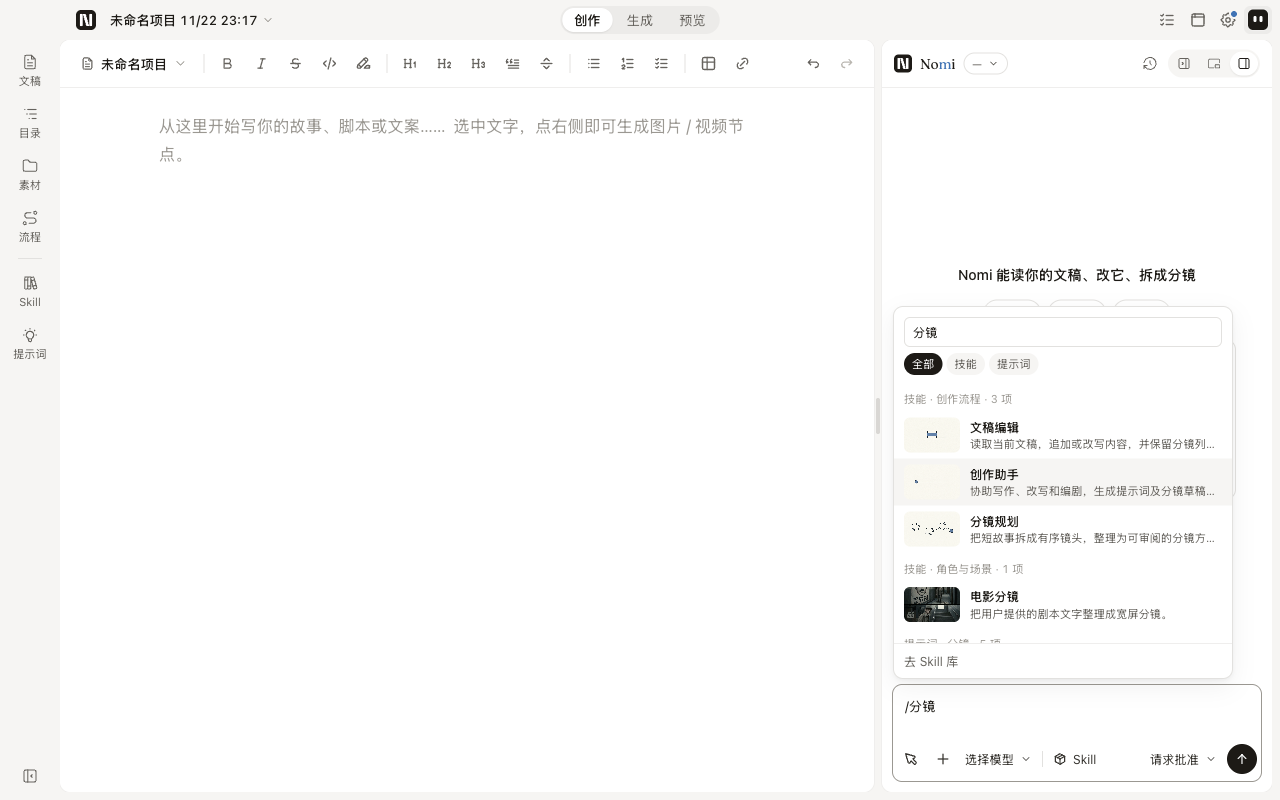 未命名项目 11/22 23:17
创作
生成
预览
文稿
目录
素材
流程
Skill
提示词
未命名项目
B
I
S
H1
H2
H3
从这里开始写你的故事、脚本或文案…… 选中文字，点右侧即可生成图片 / 视频节
点。
Nomi
—
Nomi 能读你的文稿、改它、拆成分镜
分镜
全部
技能
提示词
技能 · 创作流程 · 3 项
文稿编辑
读取当前文稿，追加或改写内容，并保留分镜列...
创作助手
协助写作、改写和编剧，生成提示词及分镜草稿...
分镜规划
把短故事拆成有序镜头，整理为可审阅的分镜方...
技能 · 角色与场景 · 1 项
电影分镜
把用户提供的剧本文字整理成宽屏分镜。
提示词 · 分镜 · 5 项
去 Skill 库
/分镜
选择模型
Skill
请求批准